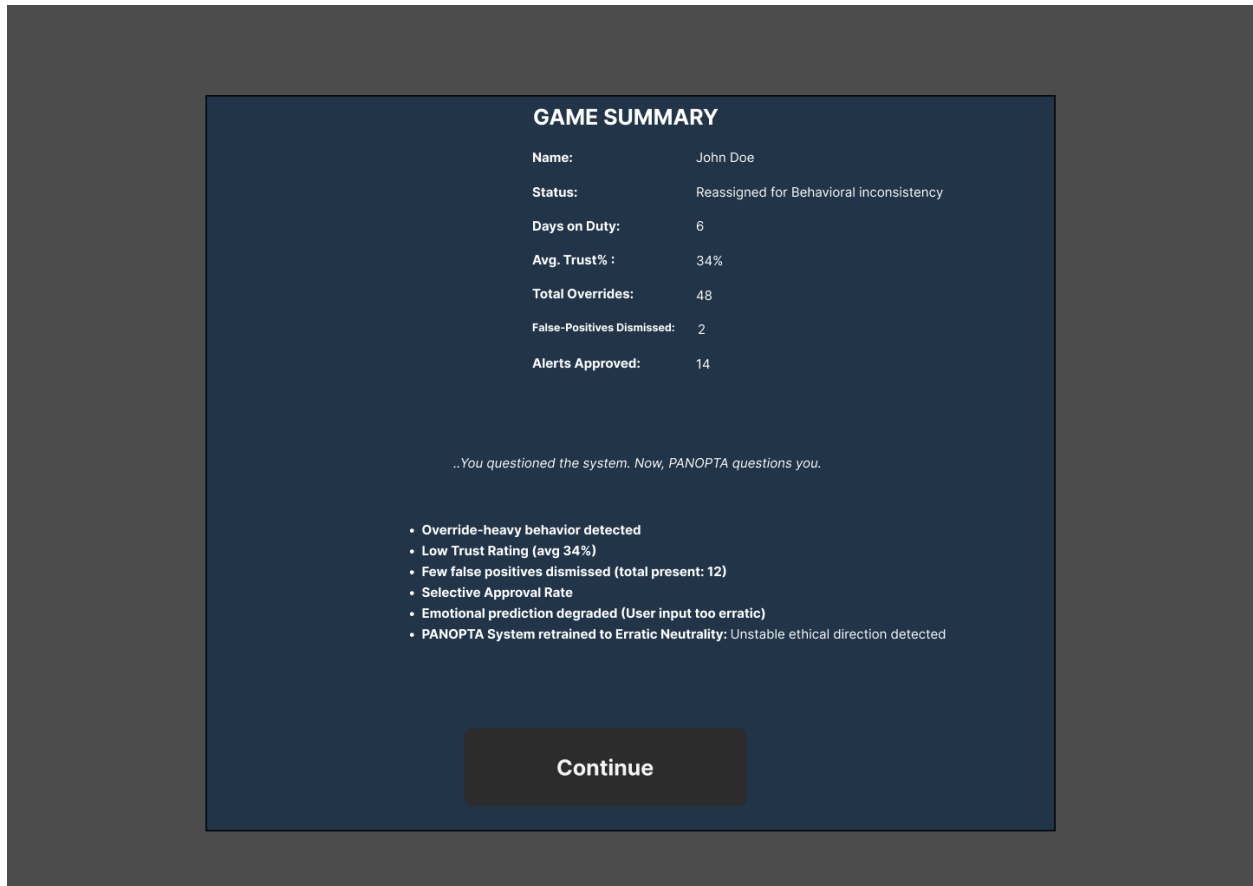 GAME SUMMARY
Name: John Doe
Status: Reassigned for Behavioral inconsistency
Days on Duty: 6
Avg. Trust% : 34%
Total Overrides: 48
False-Positives Dismissed: 2
Alerts Approved: 14
..You questioned the system. Now, PANOPTA questions you.
• Override-heavy behavior detected
• Low Trust Rating (avg 34%)
• Few false positives dismissed (total present: 12)
• Selective Approval Rate
• Emotional prediction degraded (User input too erratic)
• PANOPTA System retrained to Erratic Neutrality: Unstable ethical direction detected
Continue